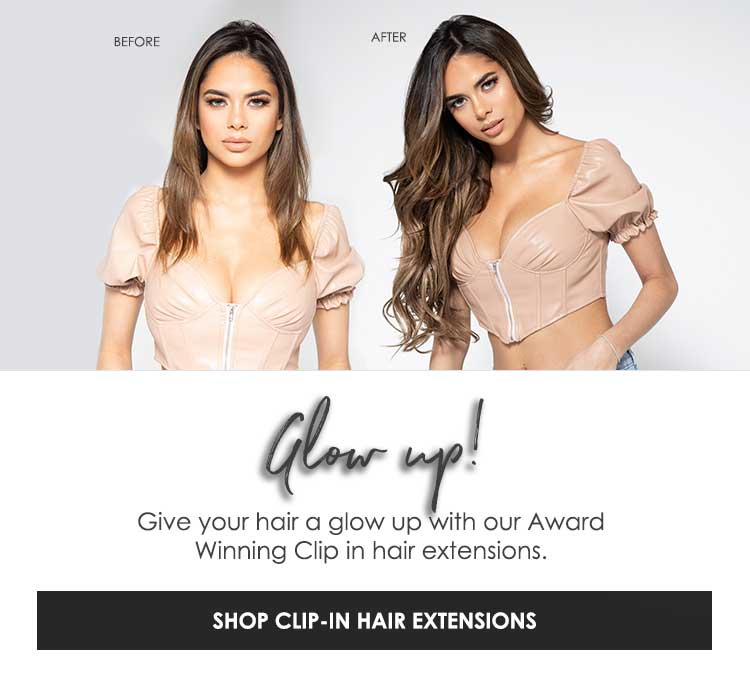 BEFORE
AFTER
Glow up!
Give your hair a glow up with our Award
Winning Clip in hair extensions.
SHOP CLIP-IN HAIR EXTENSIONS